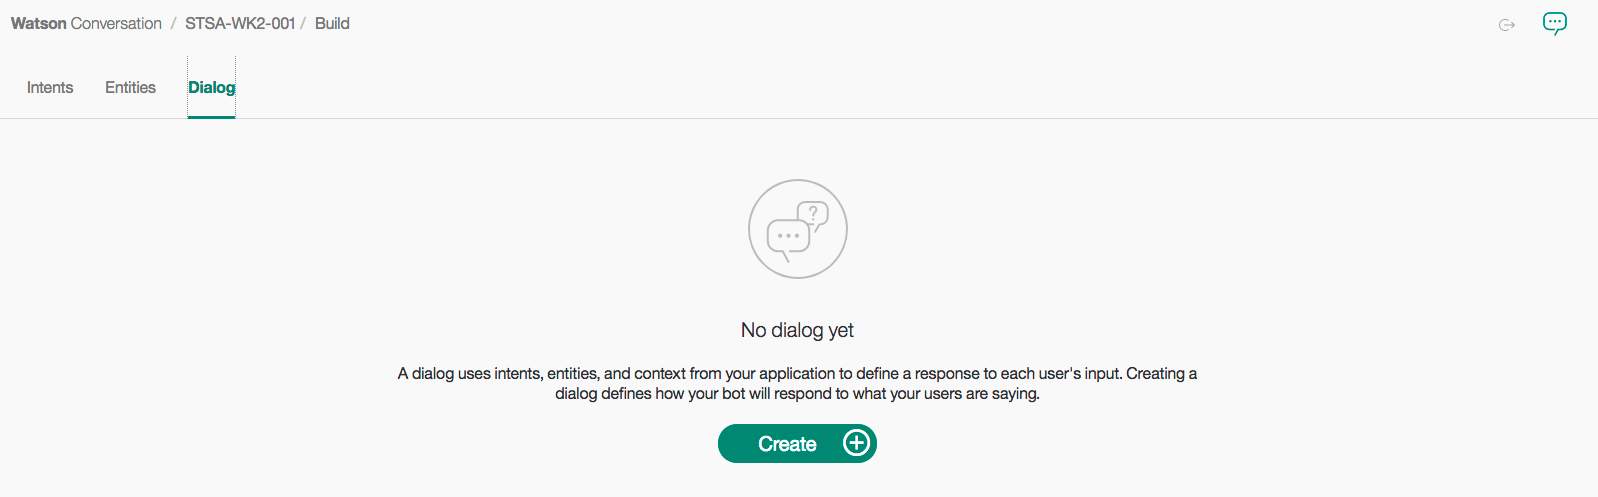 Watson Conversation / STSA-WK2-001 / Build
Intents Entities Dialog
?
No dialog yet
A dialog uses intents, entities, and context from your application to define a response to each user's input. Creating a
dialog defines how your bot will respond to what your users are saying.
Create